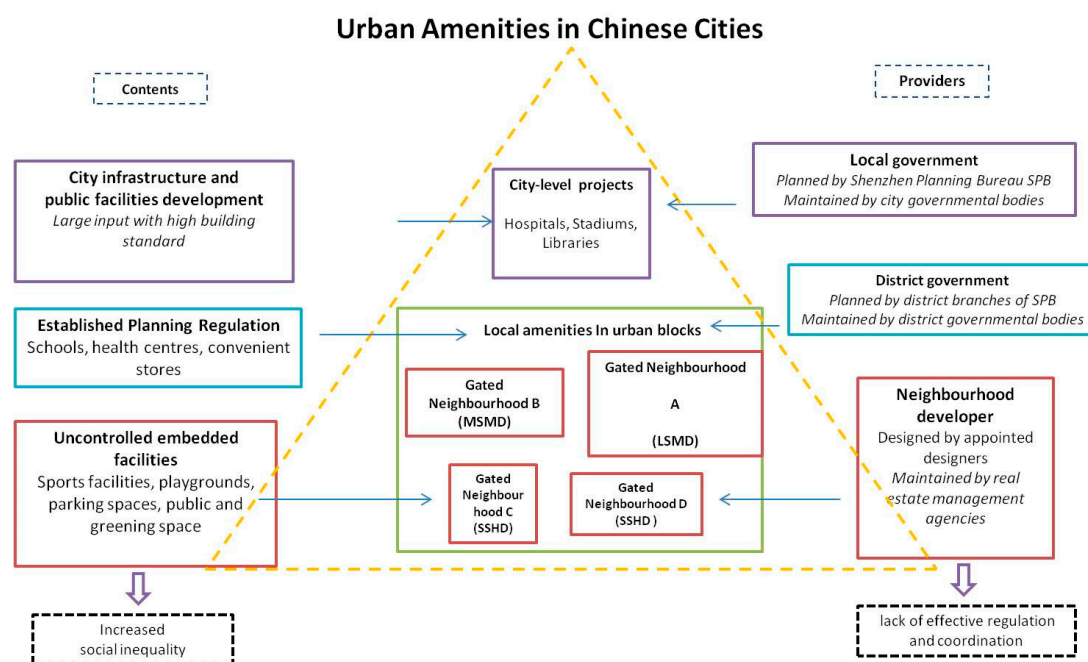 Urban Amenities in Chinese Cities
Contents
Providers
City infrastructure and
public facilities development
Large input with high building
standard
City-level projects
Hospitals, Stadiums,
Libraries
Local government
Planned by Shenzhen Planning Bureau SPB
Maintained by city governmental bodies
Established Planning Regulation
Schools, health centres, convenient
stores
Local amenities In urban blocks
District government
Planned by district branches of SPB
Maintained by district governmental bodies
Gated
Neighbourhood B
(MSMD)
Gated Neighbourhood
A
(LSMD)
Gated
Neighbour
hood C
(SSHD)
Gated
Neighbourhood D
(SSHD )
Uncontrolled embedded
facilities
Sports facilities, playgrounds,
parking spaces, public and
greening space
Neighbourhood
developer
Designed by appointed
designers
Maintained by real
estate management
agencies
Increased
social inequality
lack of effective regulation
and coordination